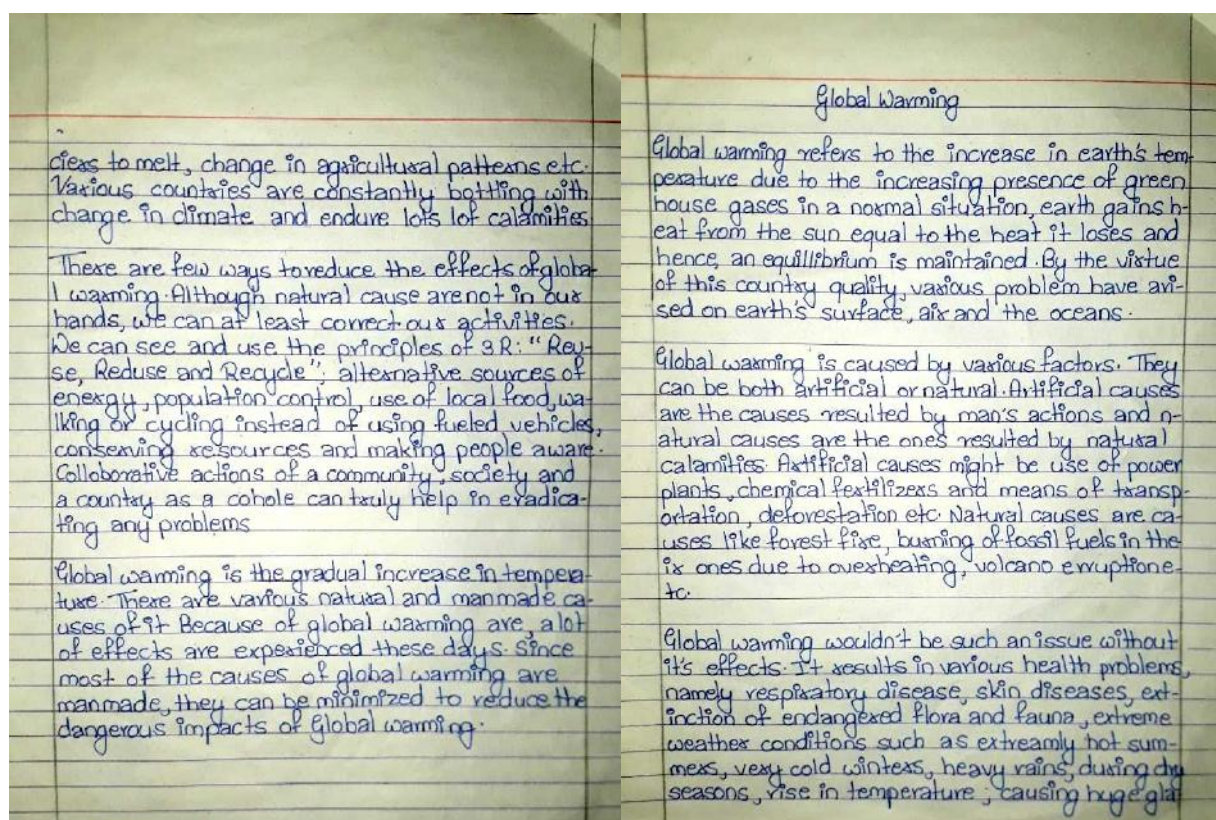 Global Warming
Global warming refers to the increase in earth's tem-
perature due to the increasing presence of green
house gases in a normal situation, earth gains h-
eat from the sun equal to the heat it loses and
hence, an equillibrium is maintained. By the virtue
of this country quality, various problem have ari-
sed on earth's surface, air and the oceans.
Global warming is caused by various factors. They
can be both artificial or natural. Artificial causes
are the causes resulted by man's actions and n-
atural causes are the ones resulted by natural
calamities. Artificial causes might be use of power
plants, chemical fertilizers and means of transp-
ortation, deforestation etc. Natural causes are ca-
uses like forest fire, burning of fossil fuels in the
ir ones due to overheating, volcano erruption e-
tc.
Global warming wouldn't be such an issue without
it's effects. It results in various health problems,
namely respiratory disease, skin diseases, ext-
inction of endangered flora and fauna, extreme
weather conditions such as extreamly hot sum-
mers, very cold winters, heavy rains, during dry
seasons, rise in temperature ; causing huge gla
ciers to melt, change in agricultural patterns etc.
Various countries are constantly bottling with
change in climate and endure lots lof calamities
There are few ways to reduce the effects of globa-
l warming. Although natural cause are not in our
hands, we can at least correct our activities.
We can see and use the principles of 3R: "Reu-
se, Reduse and Recycle"; alternative sources of
energy, population control, use of local food, wa-
lking or cycling instead of using fueled vehicles,
conserving resources and making people aware.
Collaborative actions of a community, society and
a country as a cohole can truly help in eradica-
ting any problems
Global warming is the gradual increase in tempera-
ture. There are various natural and manmade ca-
uses of it Because of global warming are, a lot
of effects are experienced these days. Since
most of the causes of global warming are
manmade, they can be minimized to reduce the
dangerous impacts of Global warming.